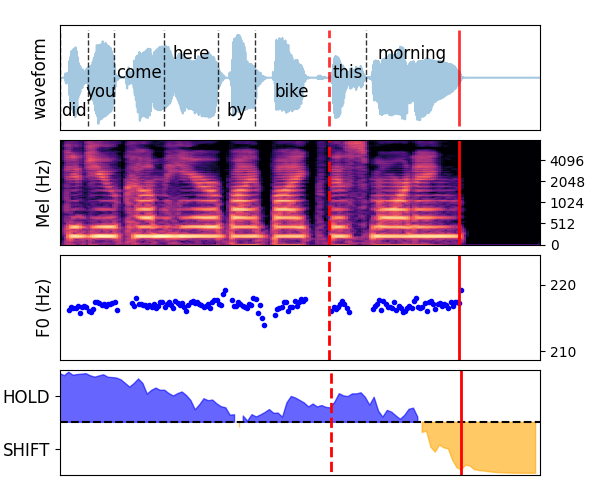 waveform
did you come here by bike this morning
Mel (Hz)
4096
2048
1024
512
0
F0 (Hz)
220
210
HOLD
SHIFT